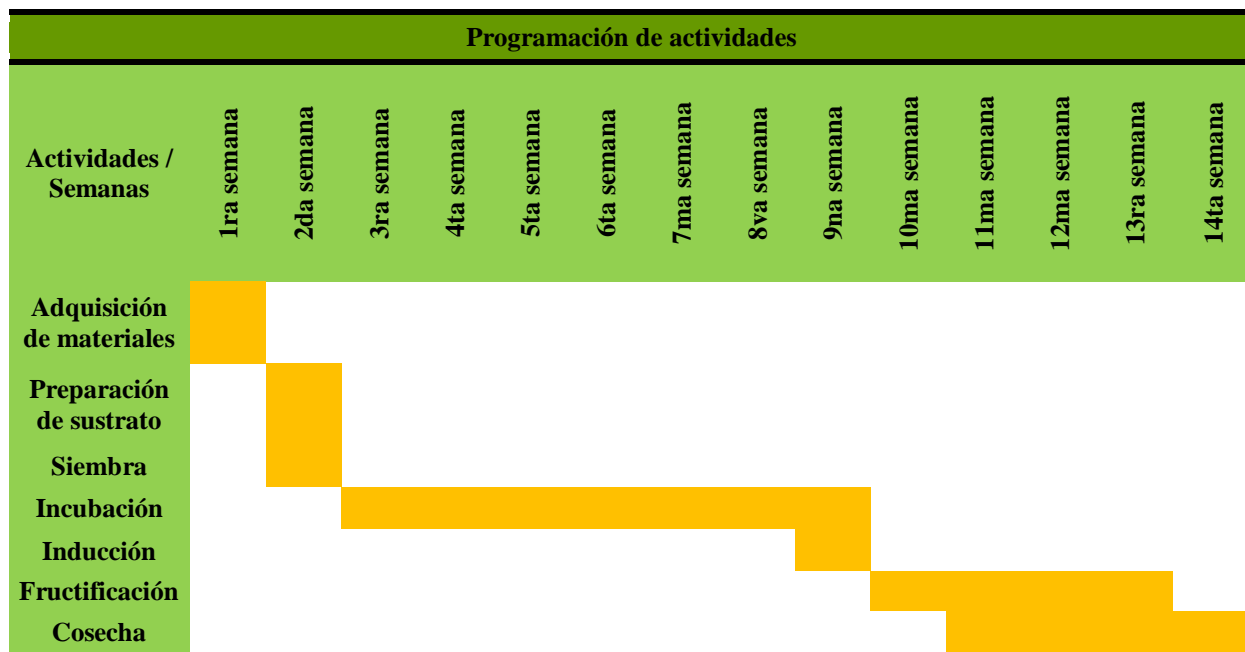 Programación de actividades
Actividades /
Semanas
1ra semana
2da semana
3ra semana
4ta semana
5ta semana
6ta semana
7ma semana
8va semana
9na semana
10ma semana
11ma semana
12ma semana
13ra semana
14ta semana
Adquisición
de materiales
Preparación
de sustrato
Siembra
Incubación
Inducción
Fructificación
Cosecha